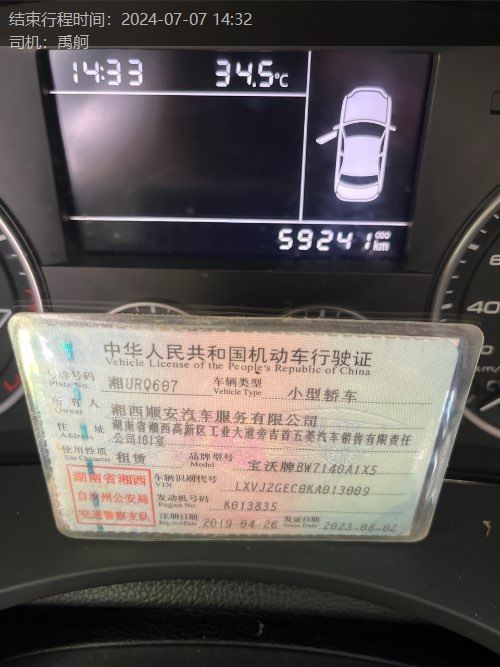 结束行程时间：2024-07-07 14:32
司机：禹舸
14:33 34.5℃
59241 ODO km
中华人民共和国机动车行驶证
Vehicle License of the People's Republic of China
号牌号码 湘URQ607 车辆类型 小型轿车
Plate No. Vehicle Type
所有人 湘西顺安汽车服务有限公司
Owner
住址 湖南省湘西高新区工业大道旁吉首五菱汽车销售有限责任
Address 公司101室
使用性质 租赁 品牌型号 宝沃牌BW7140A1X5
Use Character Model
湖南省湘西 车辆识别代号 LXVJ2GEC0KA013009
VIN
自治州公安局 发动机号码 K013835
Engine No.
交通警察支队 注册日期 2019-04-26 发证日期 2023-06-02
Register Date Issue Date
40